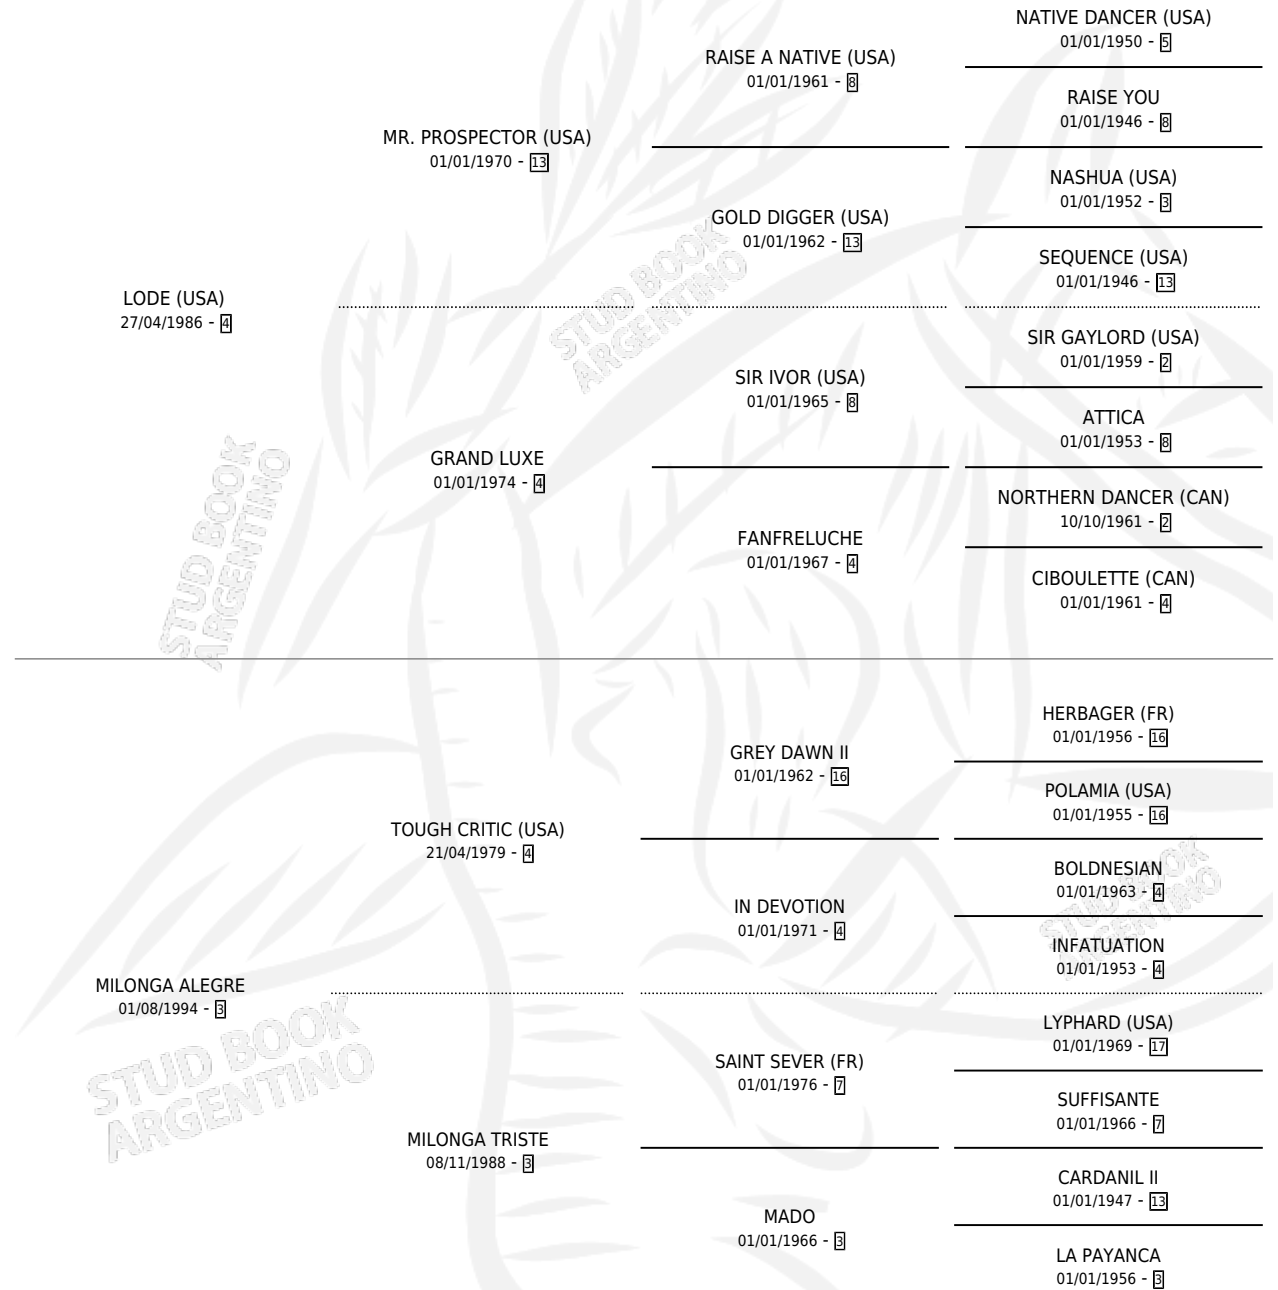 NATIVE DANCER (USA)
01/01/1950 - 5
RAISE A NATIVE (USA)
01/01/1961 - 8
RAISE YOU
01/01/1946 - 8
MR. PROSPECTOR (USA)
01/01/1970 - 13
NASHUA (USA)
01/01/1952 - 3
GOLD DIGGER (USA)
01/01/1962 - 13
SEQUENCE (USA)
01/01/1946 - 13
LODE (USA)
27/04/1986 - 4
SIR GAYLORD (USA)
01/01/1959 - 2
SIR IVOR (USA)
01/01/1965 - 8
ATTICA
01/01/1953 - 8
GRAND LUXE
01/01/1974 - 4
NORTHERN DANCER (CAN)
10/10/1961 - 2
FANFRELUCHE
01/01/1967 - 4
CIBOULETTE (CAN)
01/01/1961 - 4
HERBAGER (FR)
01/01/1956 - 16
GREY DAWN II
01/01/1962 - 16
POLAMIA (USA)
01/01/1955 - 16
TOUGH CRITIC (USA)
21/04/1979 - 4
BOLDNESIAN
01/01/1963 - 4
IN DEVOTION
01/01/1971 - 4
INFATUATION
01/01/1953 - 4
MILONGA ALEGRE
01/08/1994 - 3
LYPHARD (USA)
01/01/1969 - 17
SAINT SEVER (FR)
01/01/1976 - 7
SUFFISANTE
01/01/1966 - 7
MILONGA TRISTE
08/11/1988 - 3
CARDANIL II
01/01/1947 - 13
MADO
01/01/1966 - 3
LA PAYANCA
01/01/1956 - 3
STUD BOOK
ARGENTINO
STUD BOOK
ARGENTINO
STUD BOOK
ARGENTINO
STUD BOOK
ARGENTINO